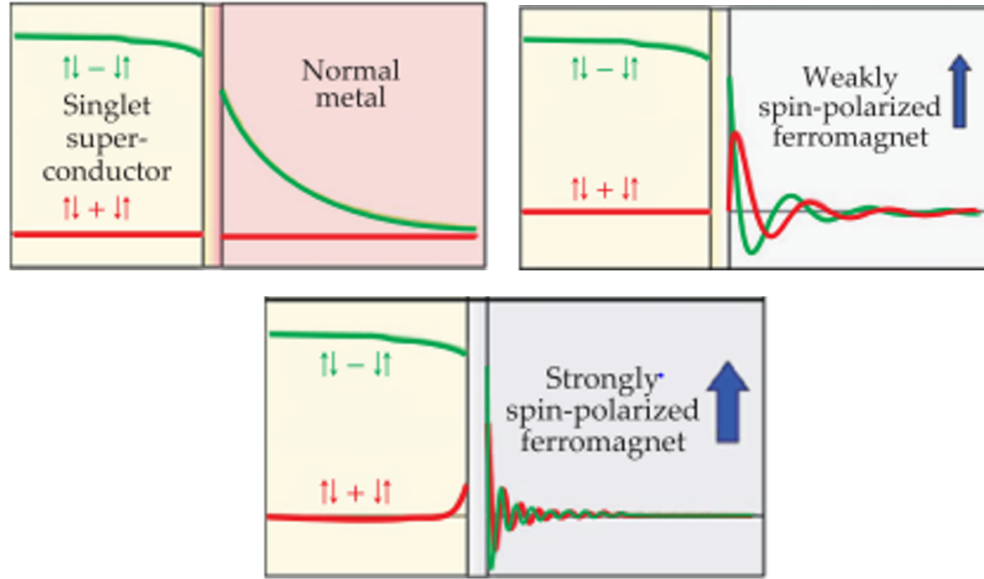 ↑↓ − ↓↑
Singlet
super-
conductor
↑↓ + ↓↑
Normal
metal
↑↓ − ↓↑
↑↓ + ↓↑
Weakly
spin-polarized
ferromagnet
↑↓ − ↓↑
↑↓ + ↓↑
Strongly
spin-polarized
ferromagnet